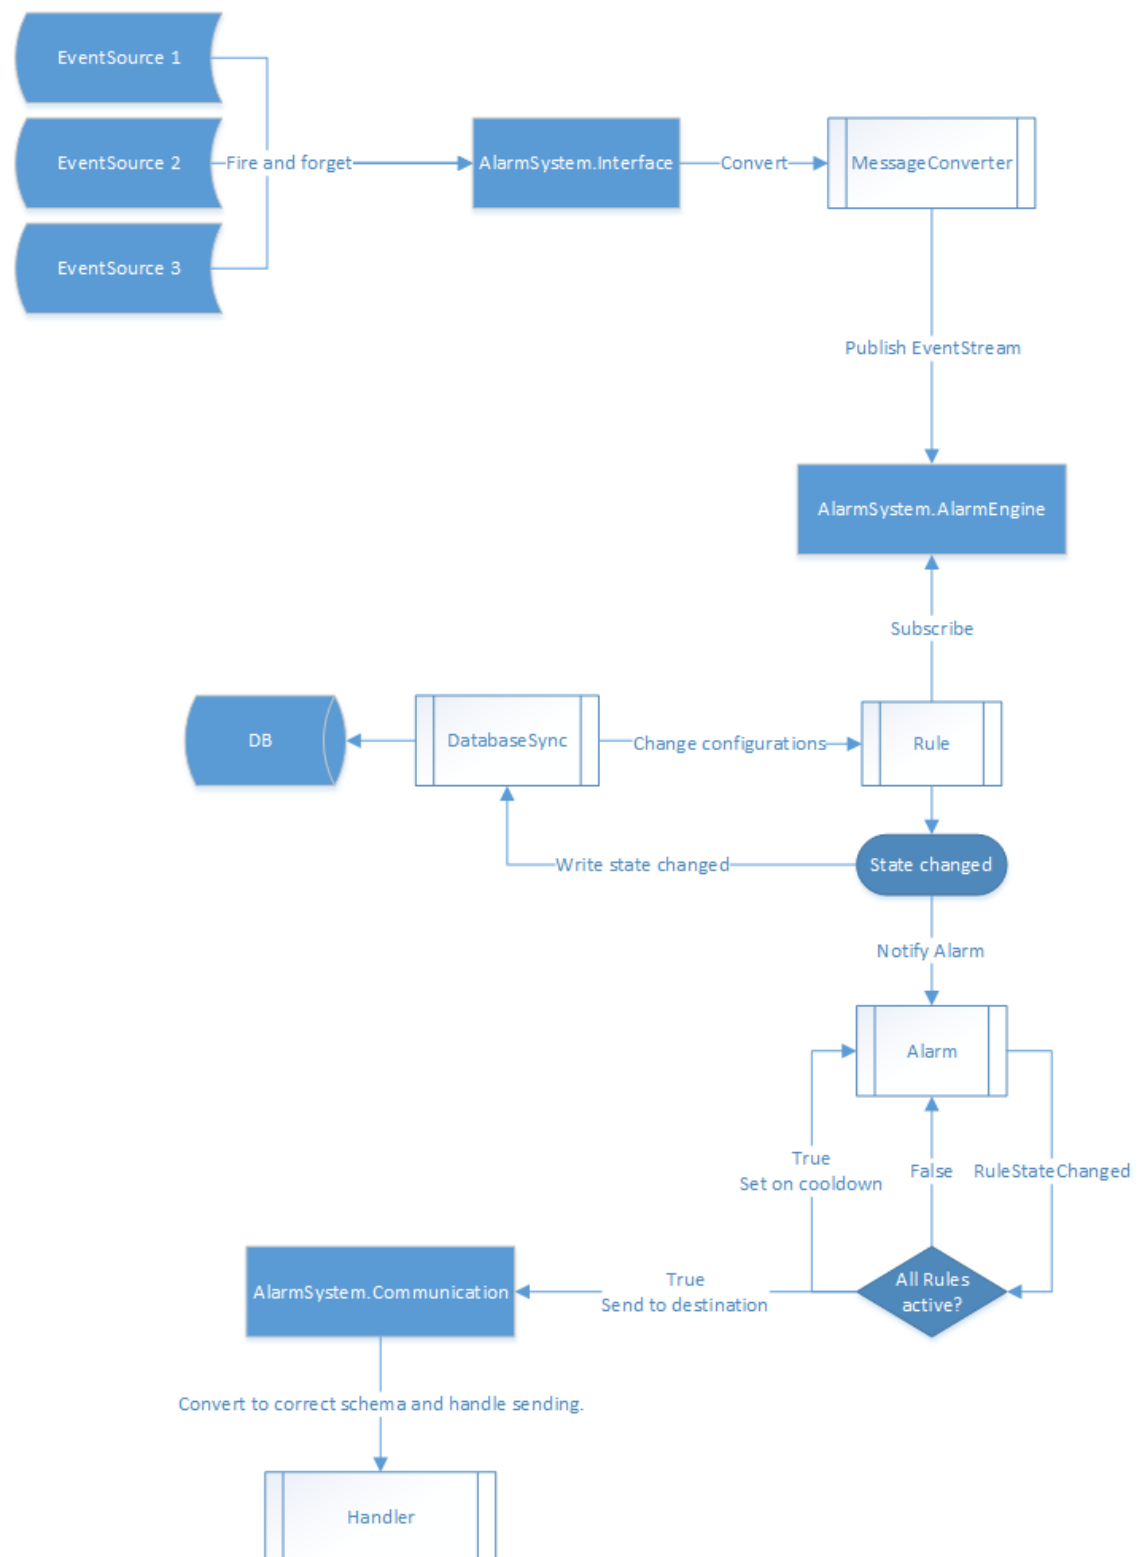 EventSource 1
EventSource 2
Fire and forget
AlarmSystem.Interface
Convert
MessageConverter
EventSource 3
Publish EventStream
AlarmSystem.AlarmEngine
Subscribe
DB
DatabaseSync
Change configurations
Rule
Write state changed
State changed
Notify Alarm
Alarm
True
Set on cooldown
False
RuleStateChanged
All Rules
active?
True
Send to destination
AlarmSystem.Communication
Convert to correct schema and handle sending.
Handler